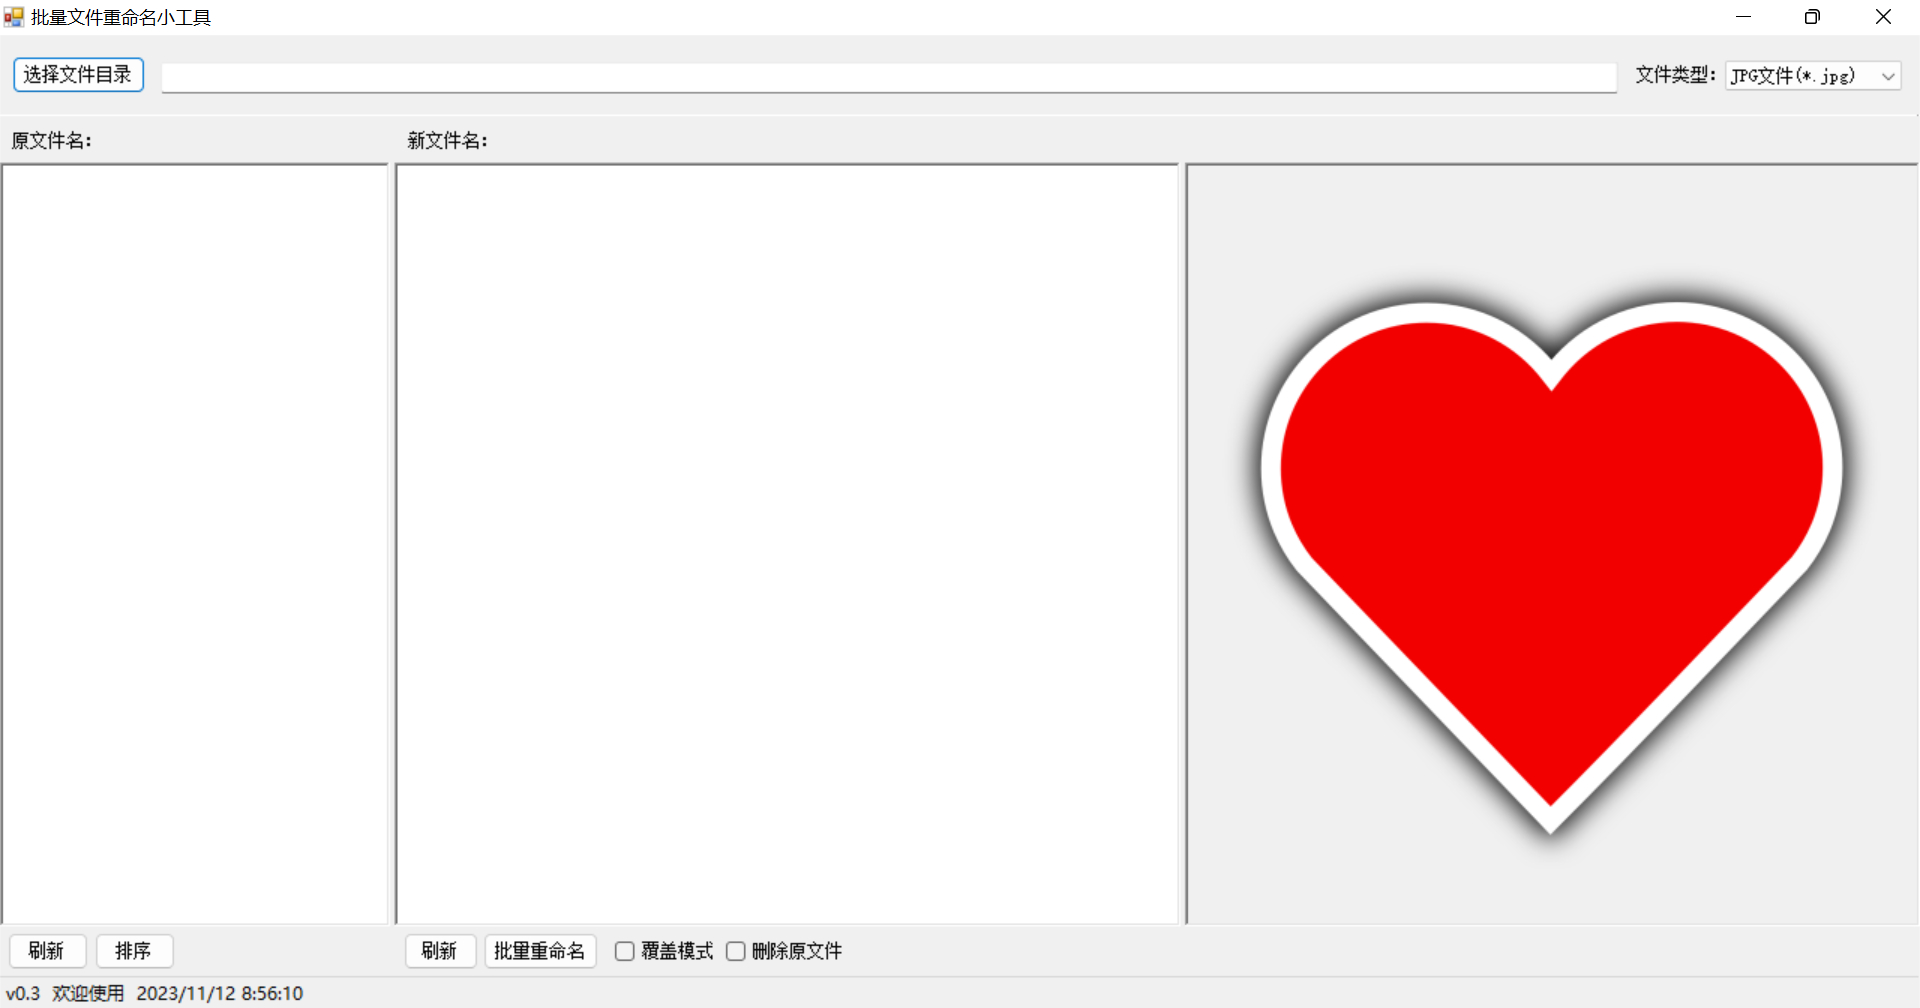 批量文件重命名小工具
选择文件目录 文件类型： JPG文件(*.jpg)
原文件名： 新文件名：
刷新 排序 刷新 批里重命名 覆盖模式 删除原文件
v0.3 欢迎使用 2023/11/12 8:56:10